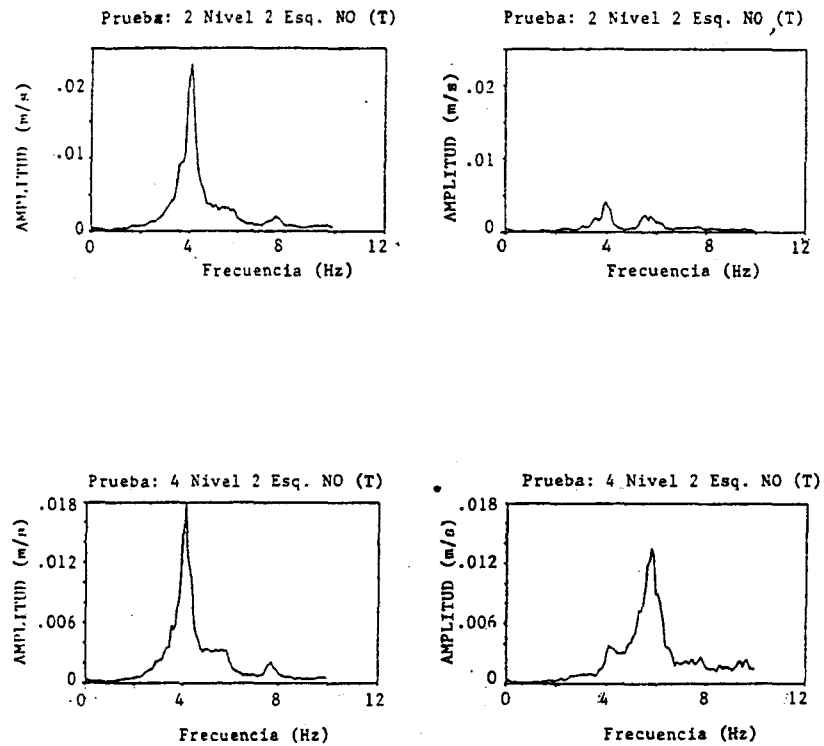 Prueba: 2 Nivel 2 Esq. NO (T)
.02
.01
0
AMPLITUD (m/s)
0 4 8 12
Frecuencia (Hz)
Prueba: 2 Nivel 2 Esq. NO (T)
.02
.01
0
AMPLITUD (m/s)
0 4 8 12
Frecuencia (Hz)
Prueba: 4 Nivel 2 Esq. NO (T)
.018
.012
.006
0
AMPLITUD (m/s)
0 4 8 12
Frecuencia (Hz)
Prueba: 4 Nivel 2 Esq. NO (T)
.018
.012
.006
0
AMPLITUD (m/s)
0 4 8 12
Frecuencia (Hz)